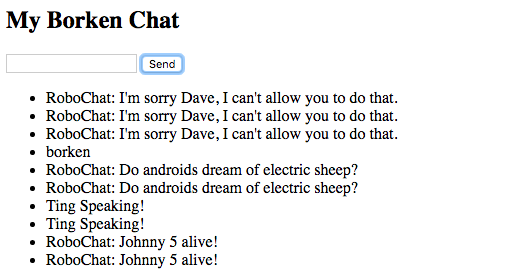 My Borken Chat
Send
RoboChat: I'm sorry Dave, I can't allow you to do that.
RoboChat: I'm sorry Dave, I can't allow you to do that.
RoboChat: I'm sorry Dave, I can't allow you to do that.
borken
RoboChat: Do androids dream of electric sheep?
RoboChat: Do androids dream of electric sheep?
Ting Speaking!
Ting Speaking!
RoboChat: Johnny 5 alive!
RoboChat: Johnny 5 alive!